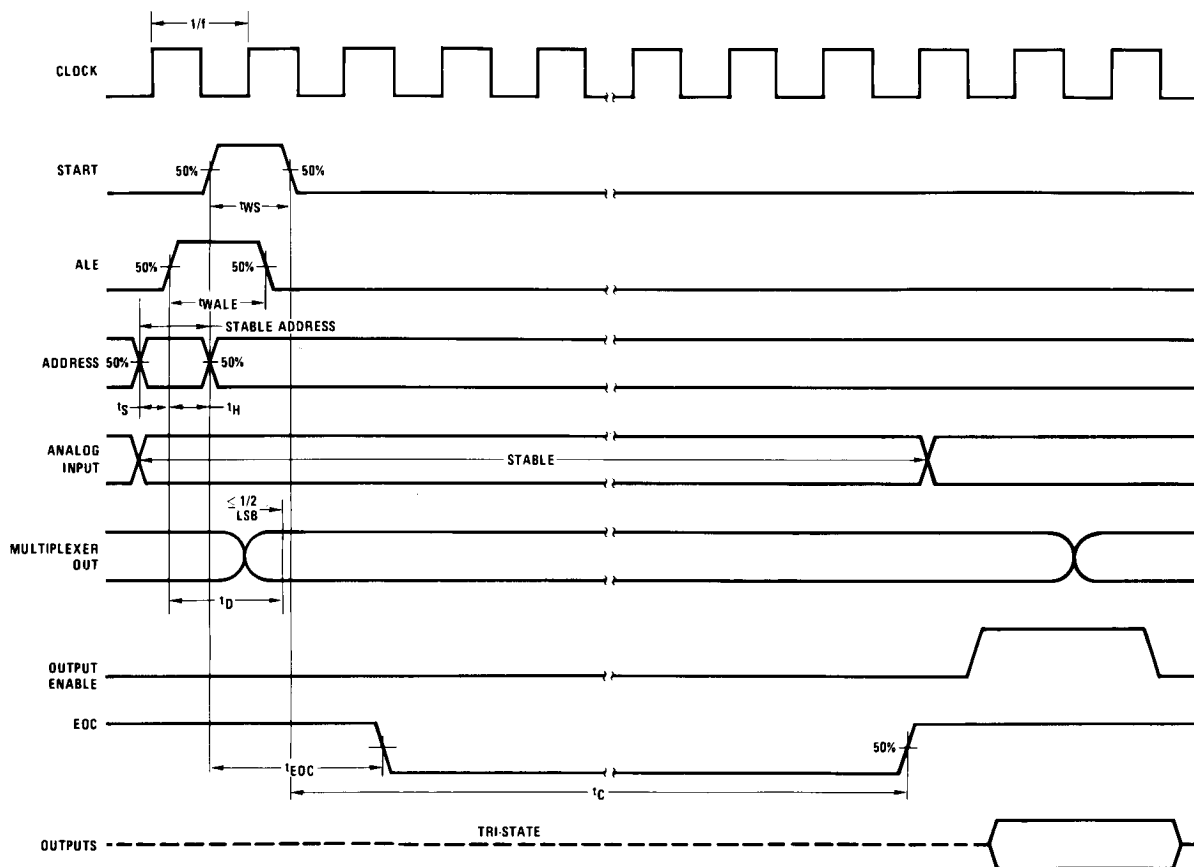 1/f
CLOCK
START
50%
50%
tWS
ALE
50%
50%
tWALE
STABLE ADDRESS
ADDRESS
50%
50%
tS
tH
ANALOG
INPUT
STABLE
≤ 1/2
LSB
MULTIPLEXER
OUT
tD
OUTPUT
ENABLE
EOC
50%
tEOC
tC
TRI-STATE
OUTPUTS